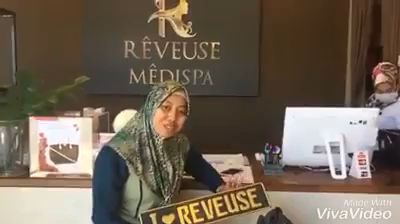 RÊVEUSE
MÊDISPA
I ❤ REVEUSE
Made With
VivaVideo